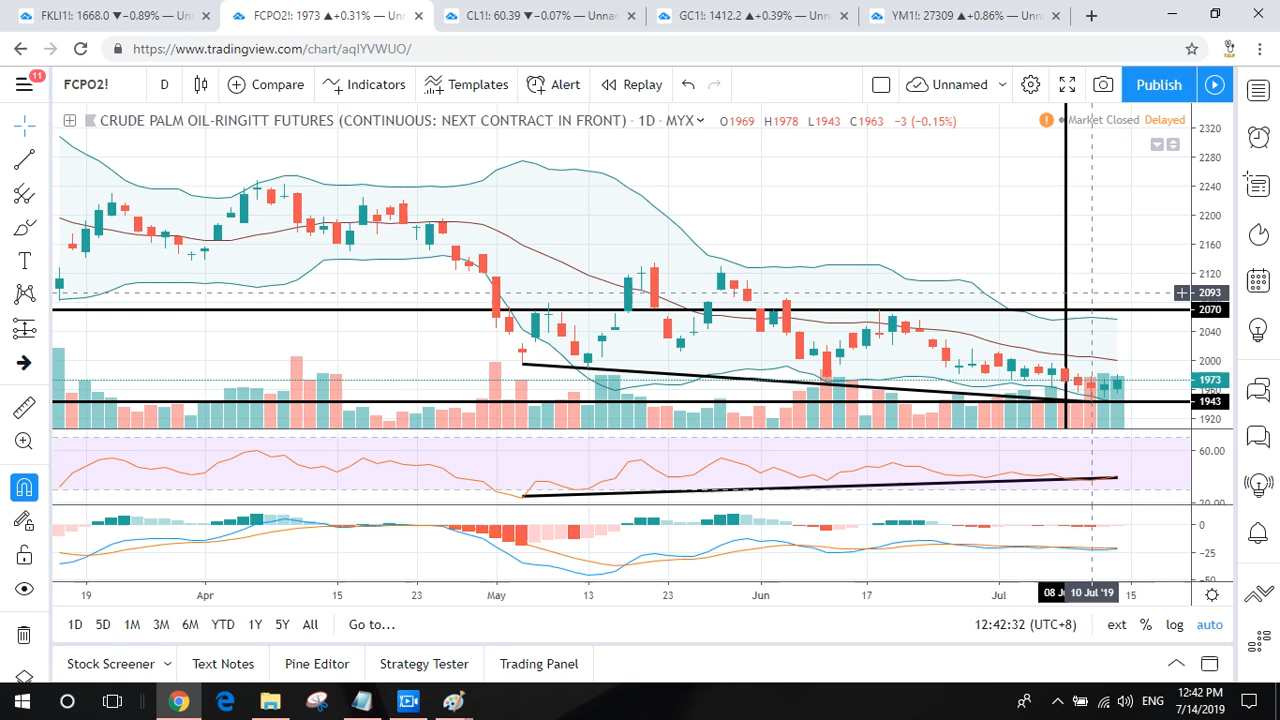 FKLI1!: 1668.0 ▼−0.89% — Unnam
FCPO2!: 1973 ▲+0.31% — Unn
CL1!: 60.39 ▼−0.07% — Unnam
GC1!: 1412.2 ▲+0.39% — Unna
YM1!: 27309 ▲+0.86% — Unna
https://www.tradingview.com/chart/aqlYVWUO/
11
FCPO2!
D
Compare
Indicators
Templates
Alert
Replay
Unnamed
Publish
CRUDE PALM OIL-RINGITT FUTURES (CONTINUOUS: NEXT CONTRACT IN FRONT) · 1D · MYX
O1969 H1978 L1943 C1963 −3 (−0.15%)
Market Closed
Delayed
2320
2280
2240
2200
2160
2120
2093
2070
2040
2000
1973
1960
1943
1920
60.00
20.00
0
−25
−50
19
Apr
15
23
May
13
23
Jun
17
Jul
08 J
10 Jul '19
15
1D
5D
1M
3M
6M
YTD
1Y
5Y
All
Go to...
12:42:32 (UTC+8)
ext
%
log
auto
Stock Screener
Text Notes
Pine Editor
Strategy Tester
Trading Panel
ENG
12:42 PM
7/14/2019